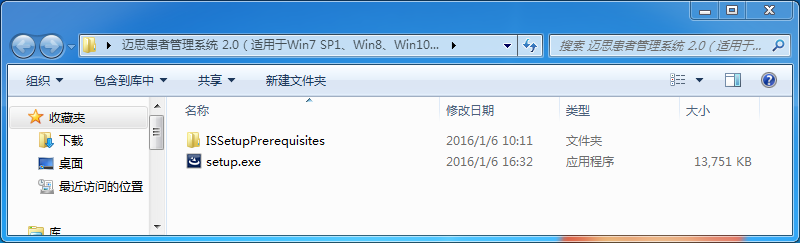 迈思患者管理系统 2.0（适用于Win7 SP1、Win8、Win10...
搜索 迈思患者管理系统 2.0（适用于...
组织 包含到库中 共享 新建文件夹
收藏夹
下载
桌面
最近访问的位置
库
名称 修改日期 类型 大小
ISSetupPrerequisites 2016/1/6 10:11 文件夹
setup.exe 2016/1/6 16:32 应用程序 13,751 KB